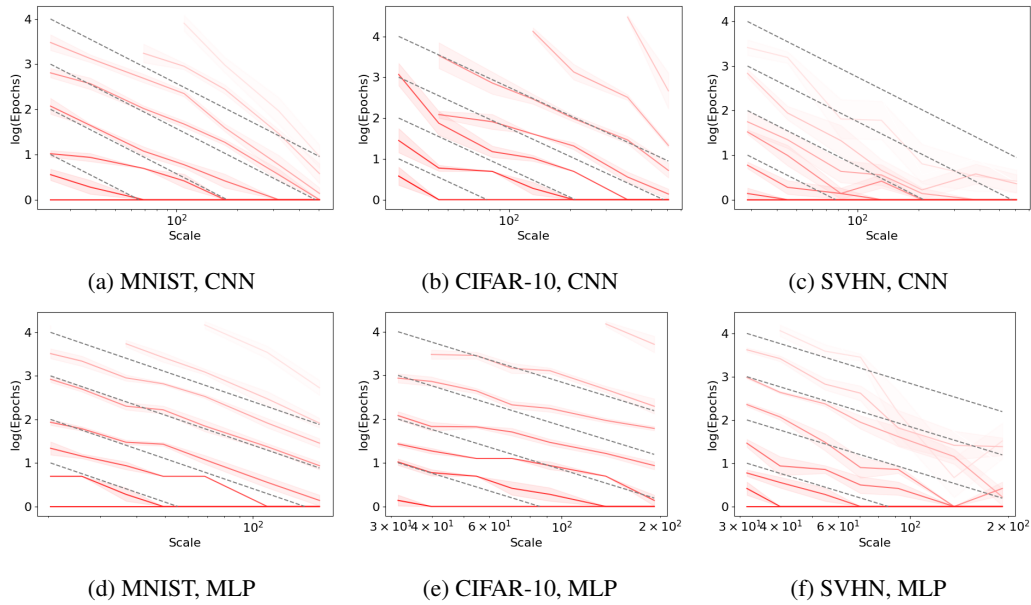 4
3
2
1
0
log(Epochs)
10²
Scale
4
3
2
1
0
log(Epochs)
10²
Scale
4
3
2
1
0
log(Epochs)
10²
Scale
(a) MNIST, CNN
(b) CIFAR-10, CNN
(c) SVHN, CNN
4
3
2
1
0
log(Epochs)
10²
Scale
4
3
2
1
0
log(Epochs)
3 × 10¹ 4 × 10¹ 6 × 10¹ 10² 2 × 10²
Scale
4
3
2
1
0
log(Epochs)
3 × 10¹ 4 × 10¹ 6 × 10¹ 10² 2 × 10²
Scale
(d) MNIST, MLP
(e) CIFAR-10, MLP
(f) SVHN, MLP